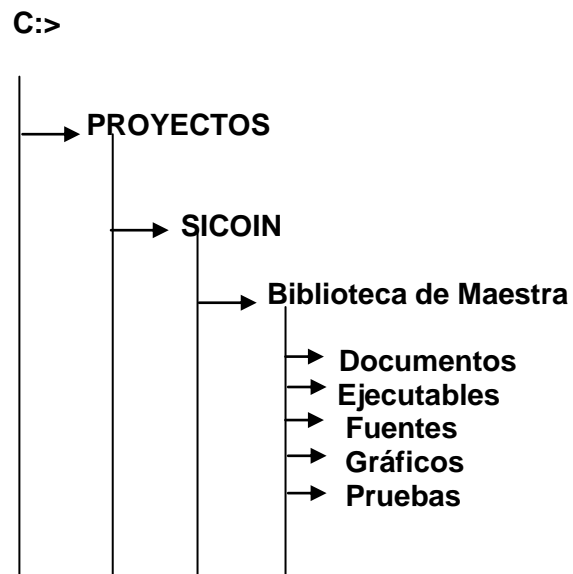 C:>
PROYECTOS
SICOIN
Biblioteca de Maestra
Documentos
Ejecutables
Fuentes
Gráficos
Pruebas